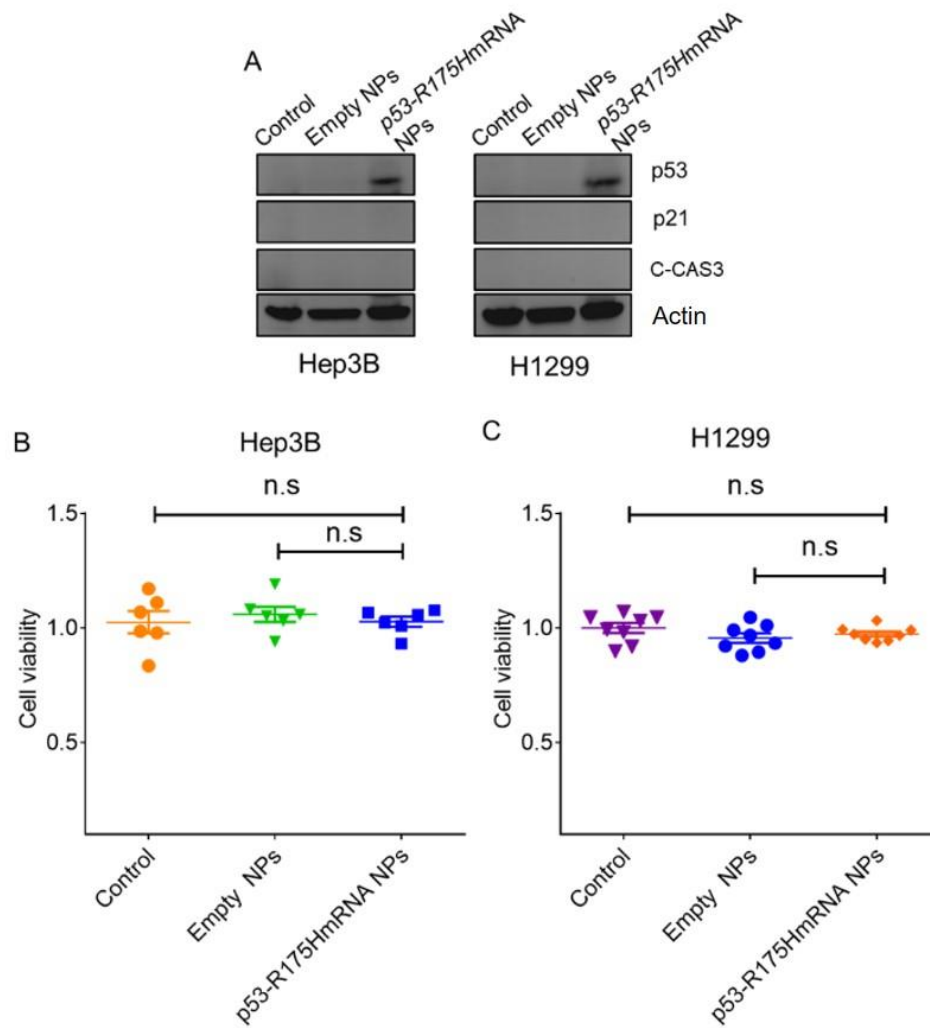 A
Control
Empty NPs
p53-R175HmRNA
NPs
Control
Empty NPs
p53-R175HmRNA
NPs
p53
p21
C-CAS3
Actin
Hep3B
H1299
B
Hep3B
n.s
n.s
1.5
1.0
0.5
Cell viability
Control
Empty NPs
p53-R175HmRNA NPs
C
H1299
n.s
n.s
1.5
1.0
0.5
Cell viability
Control
Empty NPs
p53-R175HmRNA NPs